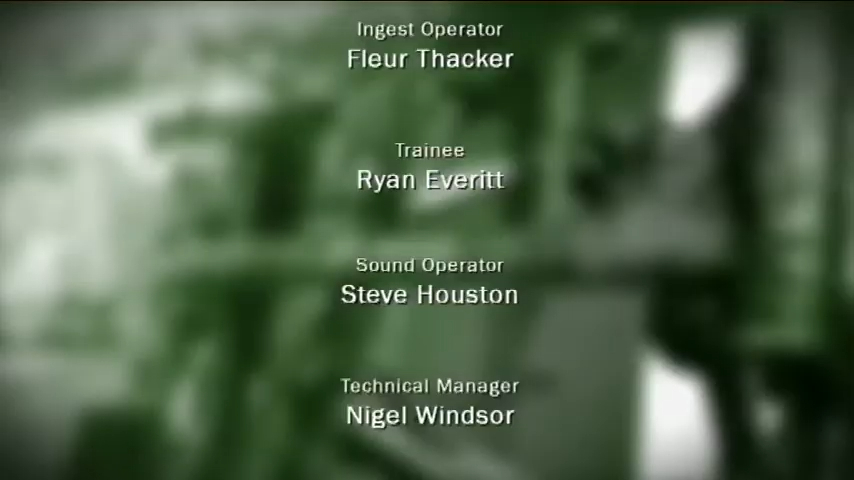 Ingest Operator
Fleur Thacker
Trainee
Ryan Everitt
Sound Operator
Steve Houston
Technical Manager
Nigel Windsor